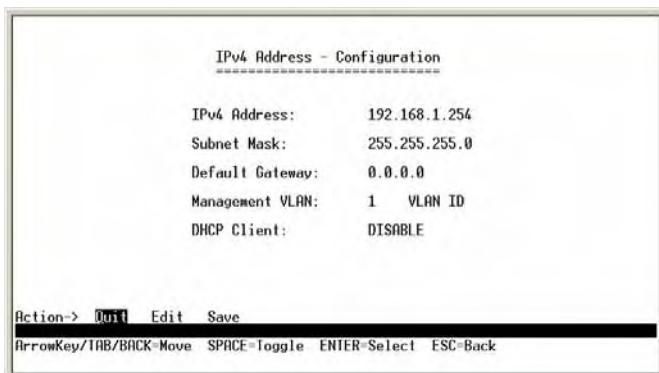 IPv4 Address - Configuration
============================
IPv4 Address: 192.168.1.254
Subnet Mask: 255.255.255.0
Default Gateway: 0.0.0.0
Management VLAN: 1 VLAN ID
DHCP Client: DISABLE
Action-> Quit Edit Save
ArrowKey/TAB/BACK=Move SPACE=Toggle ENTER=Select ESC=Back